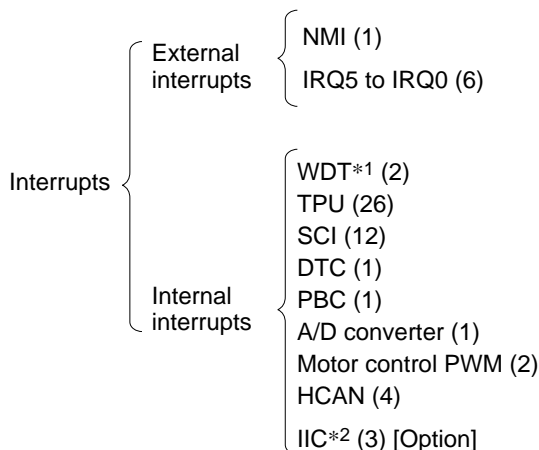 External
interrupts
NMI (1)
IRQ5 to IRQ0 (6)
Interrupts
Internal
interrupts
WDT*1 (2)
TPU (26)
SCI (12)
DTC (1)
PBC (1)
A/D converter (1)
Motor control PWM (2)
HCAN (4)
IIC*2 (3) [Option]